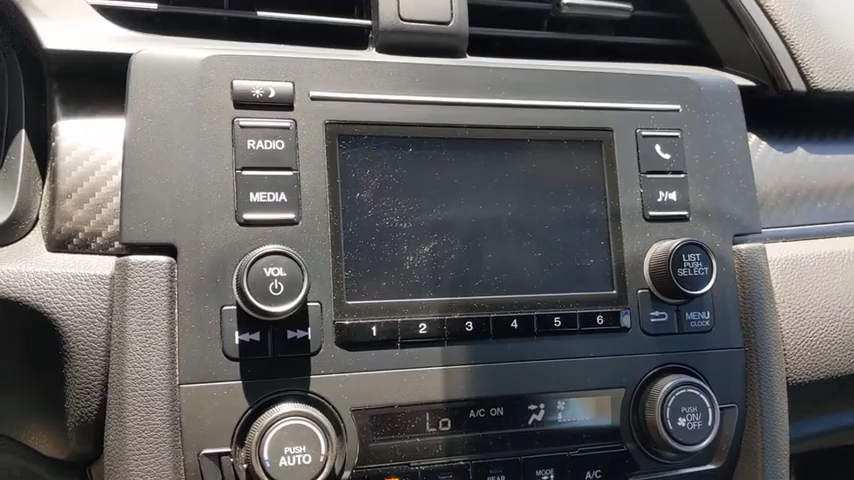 RADIO
MEDIA
VOL
LIST
PUSH
SELECT
MENU
CLOCK
1 2 3 4 5 6
Lo
A/C ON
PUSH
AUTO
PUSH
ON/
OFF
REAR
MODE
A/C